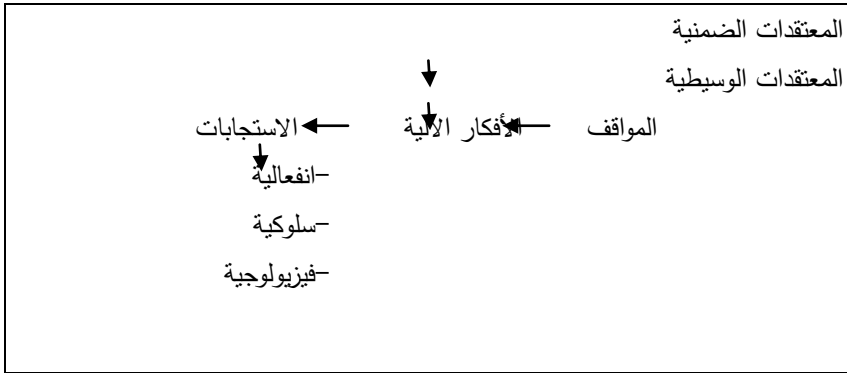 المعتقدات الضمنية
المعتقدات الوسيطية
المواقف الأفكار الآلية الاستجابات
-انفعالية
-سلوكية
-فيزيولوجية